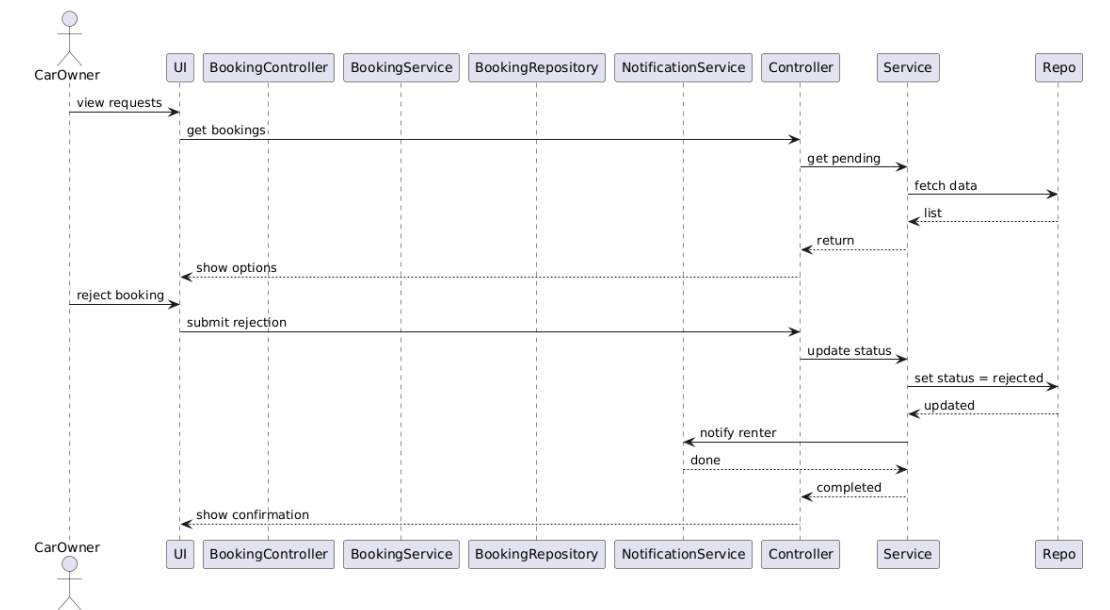 CarOwner
UI
BookingController
BookingService
BookingRepository
NotificationService
Controller
Service
Repo
view requests
get bookings
get pending
fetch data
list
return
show options
reject booking
submit rejection
update status
set status = rejected
updated
notify renter
done
completed
show confirmation
CarOwner
UI
BookingController
BookingService
BookingRepository
NotificationService
Controller
Service
Repo